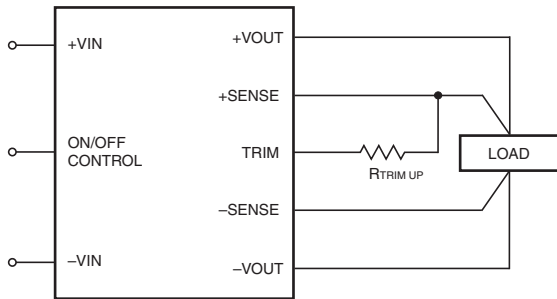 +VIN
+VOUT
+SENSE
ON/OFF
CONTROL
TRIM
RTRIM UP
LOAD
–SENSE
–VIN
–VOUT